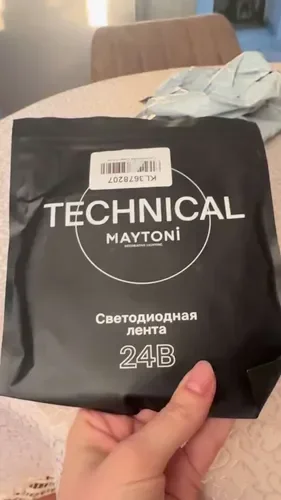 KL3678207
TECHNICAL
MAYTONi
Светодиодная
лента
24В